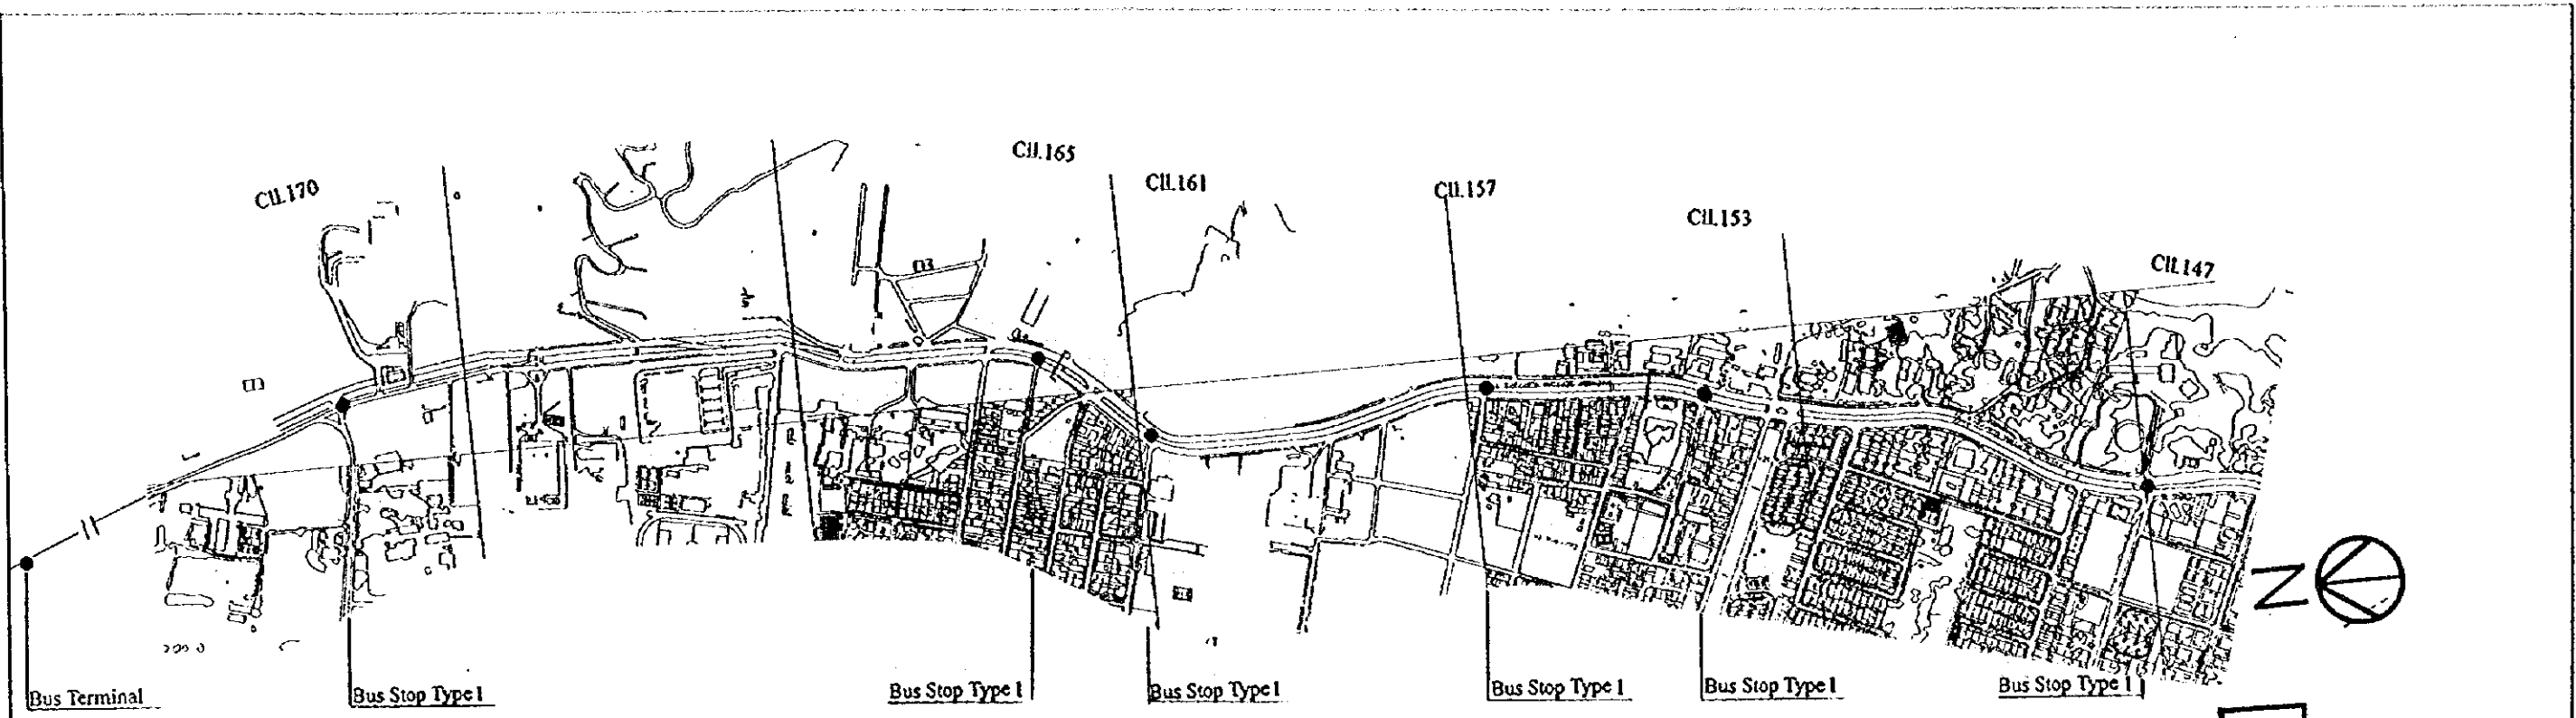 Cll.165
Cll.170
Cll.161
Cll.157
Cll.153
Cll.147
N
Bus Terminal
Bus Stop Type 1
Bus Stop Type 1
Bus Stop Type 1
Bus Stop Type 1
Bus Stop Type 1
Bus Stop Type 1